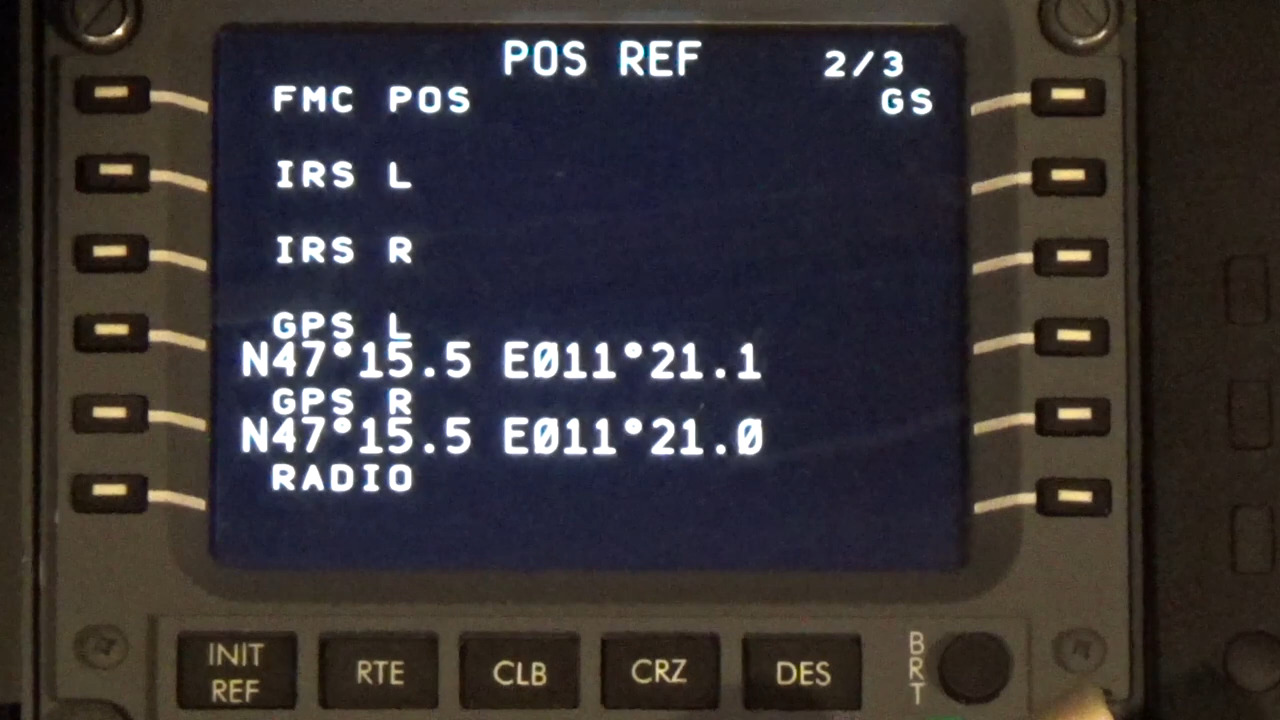 POS REF 2/3
FMC POS GS
IRS L
IRS R
GPS L
N47°15.5 E011°21.1
GPS R
N47°15.5 E011°21.0
RADIO
INIT REF RTE CLB CRZ DES BRT